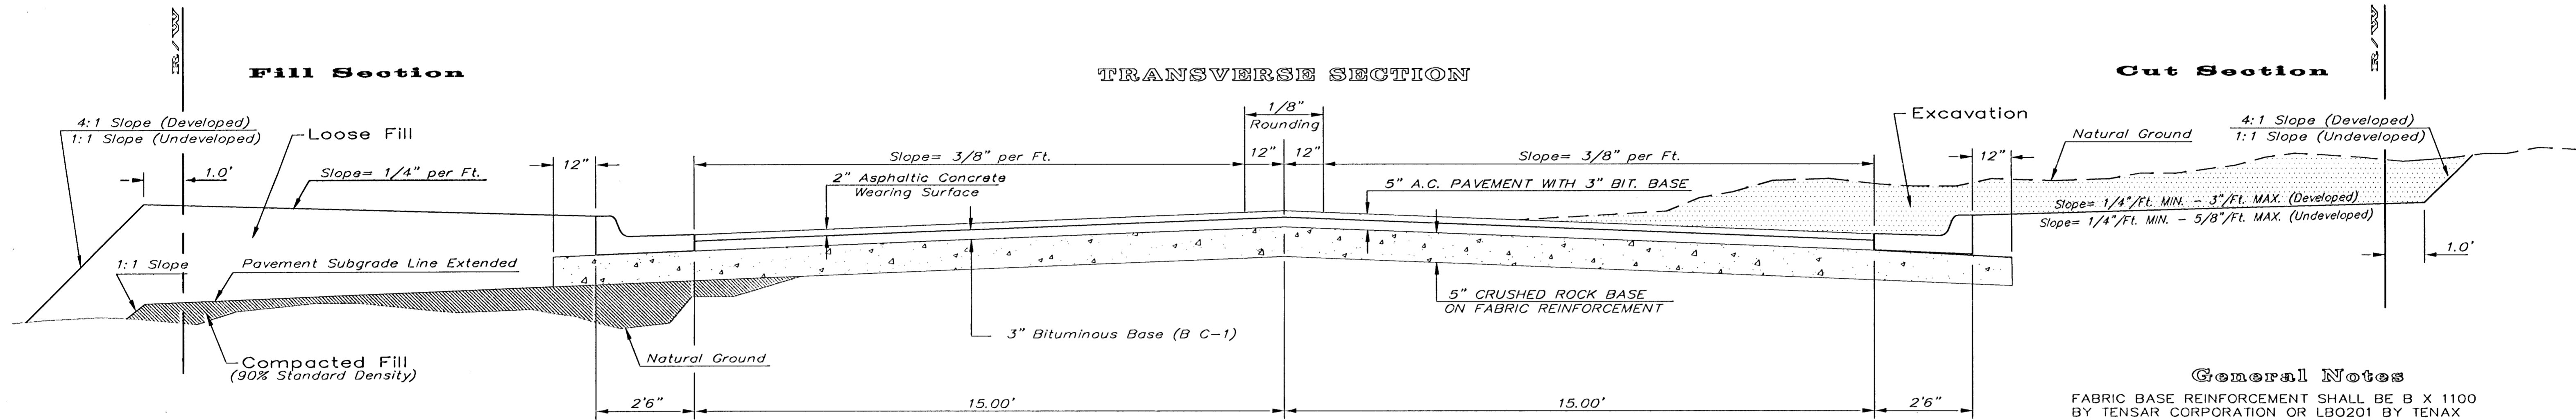 R/W
Fill Section
TRANSVERSE SECTION
Cut Section
R/W
4:1 Slope (Developed)
1:1 Slope (Undeveloped)
Loose Fill
1.0'
Slope= 1/4" per Ft.
12"
Slope= 3/8" per Ft.
2" Asphaltic Concrete
Wearing Surface
1/8"
Rounding
12"
12"
Slope= 3/8" per Ft.
5" A.C. PAVEMENT WITH 3" BIT. BASE
Excavation
Natural Ground
4:1 Slope (Developed)
1:1 Slope (Undeveloped)
12"
Slope= 1/4"/Ft. MIN. - 3"/Ft. MAX. (Developed)
Slope= 1/4"/Ft. MIN. - 5/8"/Ft. MAX. (Undeveloped)
1.0'
1:1 Slope
Pavement Subgrade Line Extended
5" CRUSHED ROCK BASE
ON FABRIC REINFORCEMENT
3" Bituminous Base (B C-1)
Natural Ground
Compacted Fill
(90% Standard Density)
2'6"
15.00'
15.00'
2'6"
General Notes
FABRIC BASE REINFORCEMENT SHALL BE B X 1100
BY TENSAR CORPORATION OR LBO201 BY TENAX